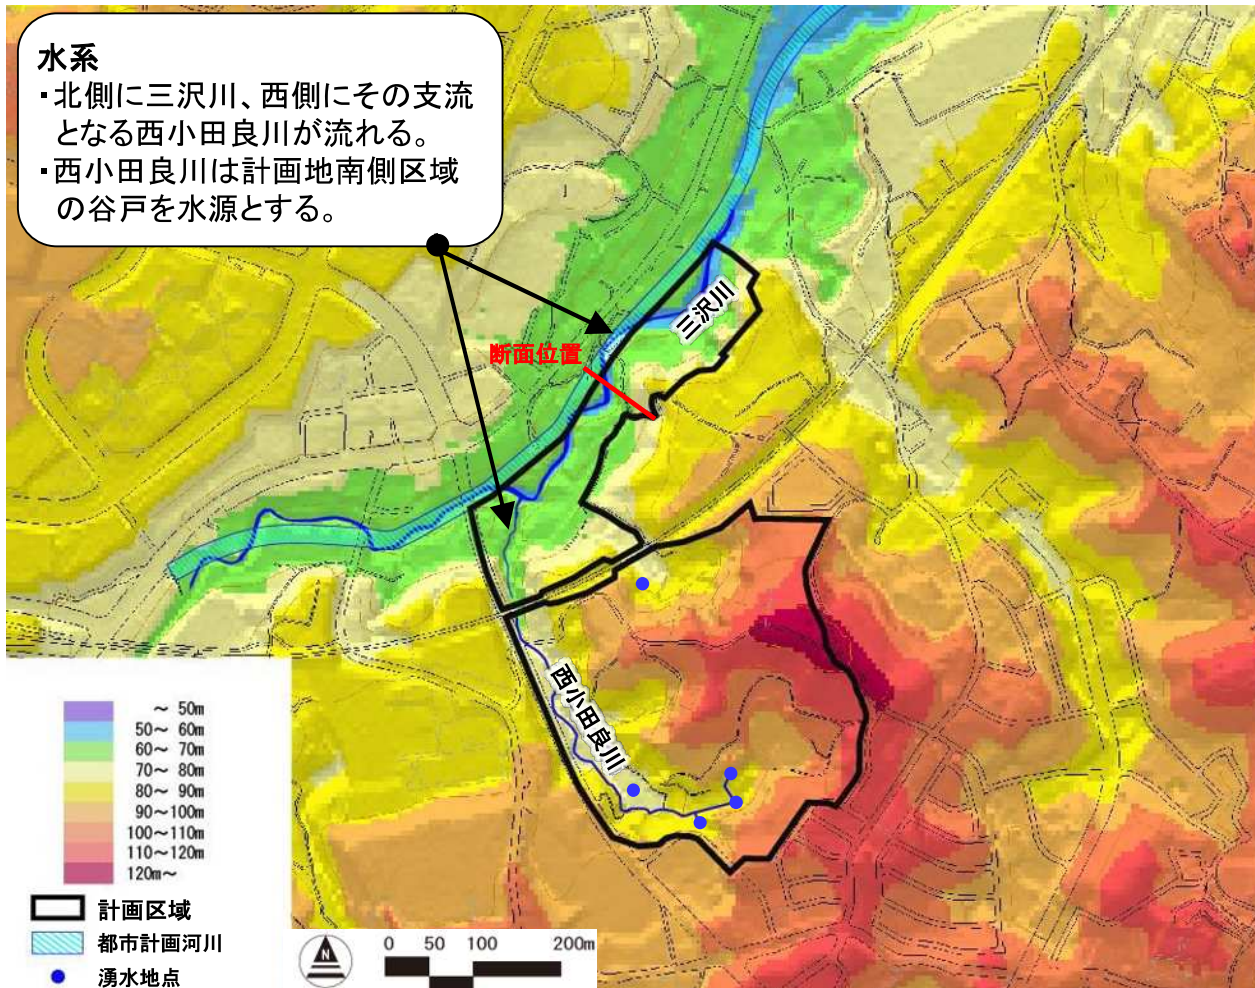 水系
・北側に三沢川、西側にその支流
となる西小田良川が流れる。
・西小田良川は計画地南側区域
の谷戸を水源とする。
三沢川
断面位置
西小田良川
～ 50m
50～ 60m
60～ 70m
70～ 80m
80～ 90m
90～100m
100～110m
110～120m
120m～
計画区域
都市計画河川
湧水地点
N
0 50 100 200m